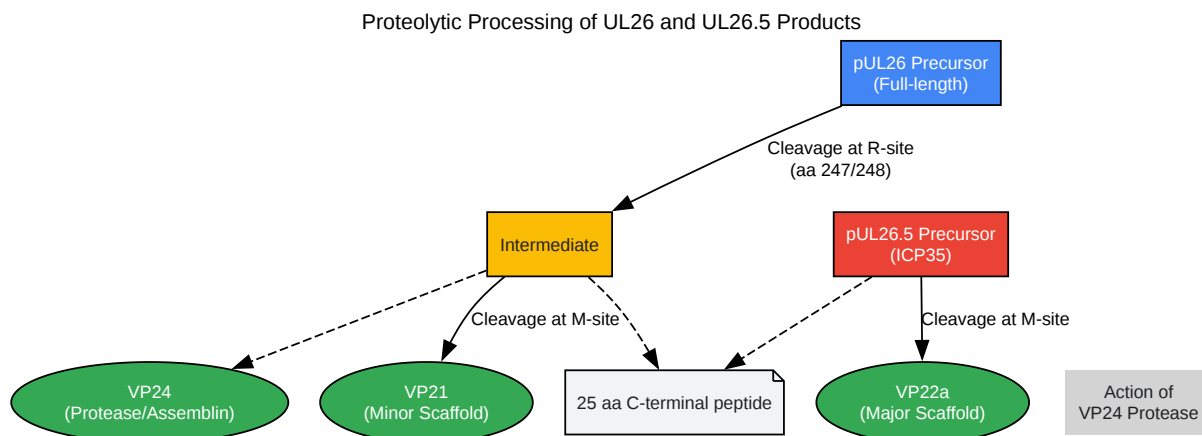 Proteolytic Processing of UL26 and UL26.5 Products
pUL26 Precursor
(Full-length)
Cleavage at R-site
(aa 247/248)
Intermediate
pUL26.5 Precursor
(ICP35)
Cleavage at M-site
Cleavage at M-site
VP24
(Protease/Assemblin)
VP21
(Minor Scaffold)
25 aa C-terminal peptide
VP22a
(Major Scaffold)
Action of
VP24 Protease